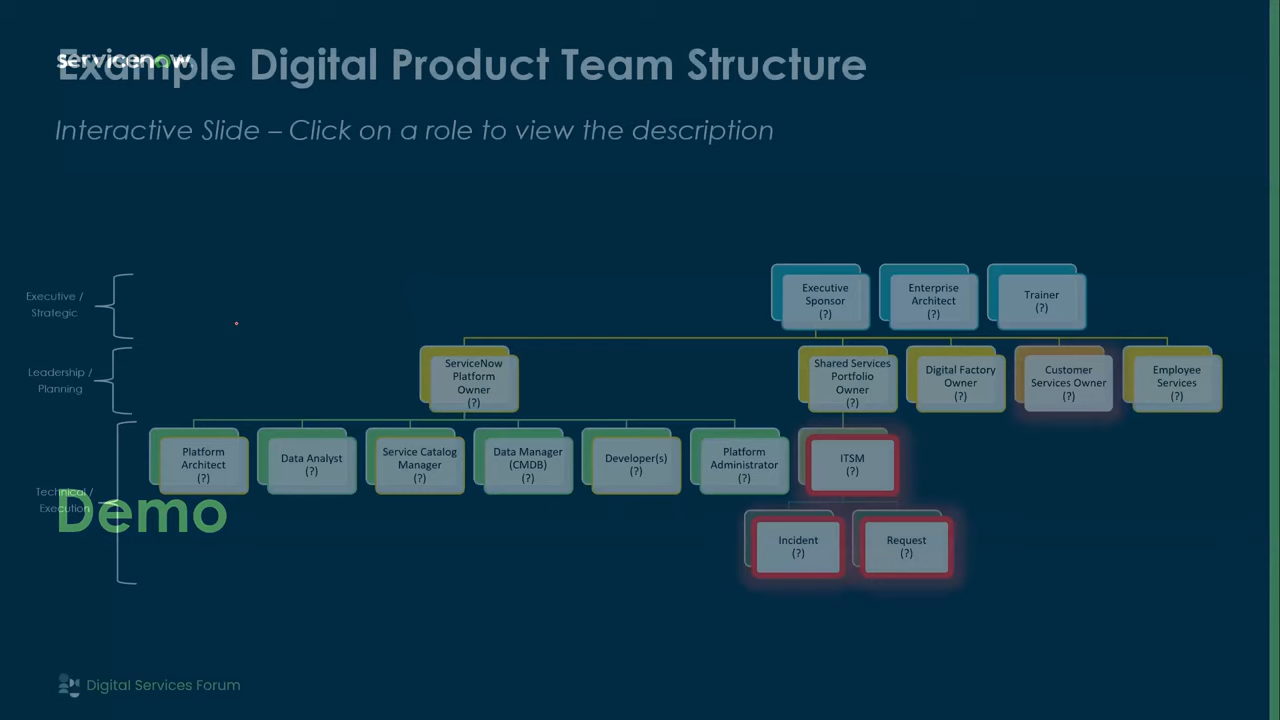 servicenow
Example Digital Product Team Structure
Interactive Slide – Click on a role to view the description
Executive /
Strategic
Executive
Sponsor
(?)
Enterprise
Architect
(?)
Trainer
(?)
Leadership /
Planning
ServiceNow
Platform
Owner
(?)
Shared Services
Portfolio
Owner
(?)
Digital Factory
Owner
(?)
Customer
Services Owner
(?)
Employee
Services
(?)
Technical /
Execution
Platform
Architect
(?)
Data Analyst
(?)
Service Catalog
Manager
(?)
Data Manager
(CMDB)
(?)
Developer(s)
(?)
Platform
Administrator
(?)
ITSM
(?)
Demo
Incident
(?)
Request
(?)
Digital Services Forum